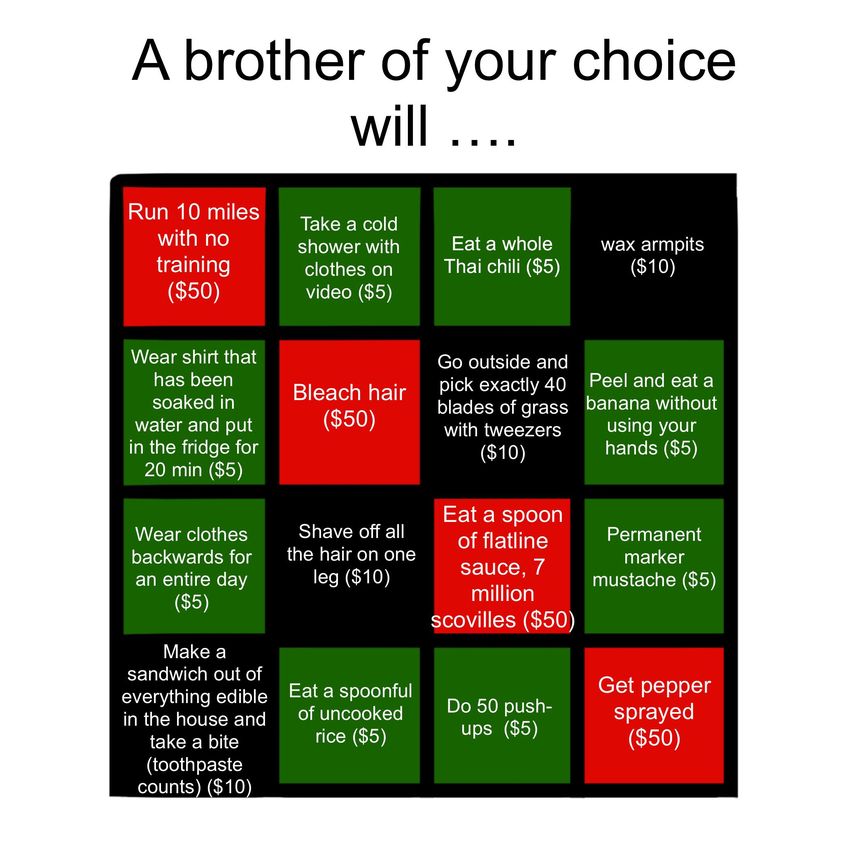 A brother of your choice
will ….
Run 10 miles
with no
training
($50)
Take a cold
shower with
clothes on
video ($5)
Eat a whole
Thai chili ($5)
wax armpits
($10)
Wear shirt that
has been
soaked in
water and put
in the fridge for
20 min ($5)
Bleach hair
($50)
Go outside and
pick exactly 40
blades of grass
with tweezers
($10)
Peel and eat a
banana without
using your
hands ($5)
Wear clothes
backwards for
an entire day
($5)
Shave off all
the hair on one
leg ($10)
Eat a spoon
of flatline
sauce, 7
million
scovilles ($50)
Permanent
marker
mustache ($5)
Make a
sandwich out of
everything edible
in the house and
take a bite
(toothpaste
counts) ($10)
Eat a spoonful
of uncooked
rice ($5)
Do 50 push-
ups ($5)
Get pepper
sprayed
($50)